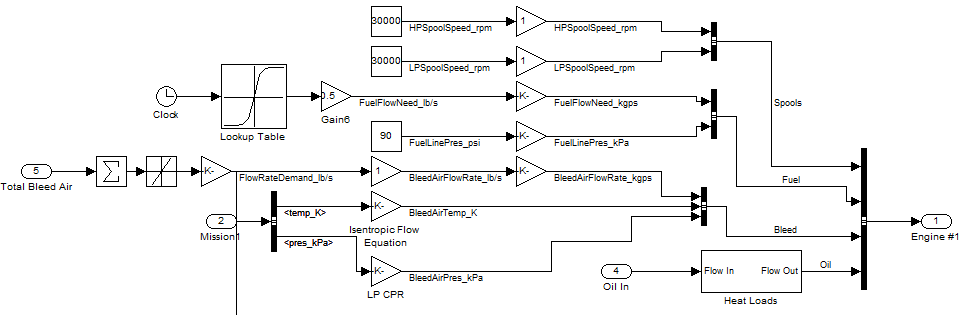 30000
HPSpoolSpeed_rpm
1
HPSpoolSpeed_rpm
30000
LPSpoolSpeed_rpm
1
LPSpoolSpeed_rpm
Clock
Lookup Table
0.5
Gain6
FuelFlowNeed_lb/s
-K-
FuelFlowNeed_kgps
Spools
90
FuelLinePres_psi
-K-
FuelLinePres_kPa
5
Total Bleed Air
Σ
-K-
FlowRateDemand_lb/s
1
BleedAirFlowRate_lb/s
-K-
BleedAirFlowRate_kgps
Fuel
2
Mission1
<temp_K>
-K-
BleedAirTemp_K
Isentropic Flow
Equation
<pres_kPa>
-K-
BleedAirPres_kPa
LP CPR
Bleed
1
Engine #1
4
Oil In
Flow In
Flow Out
Heat Loads
Oil